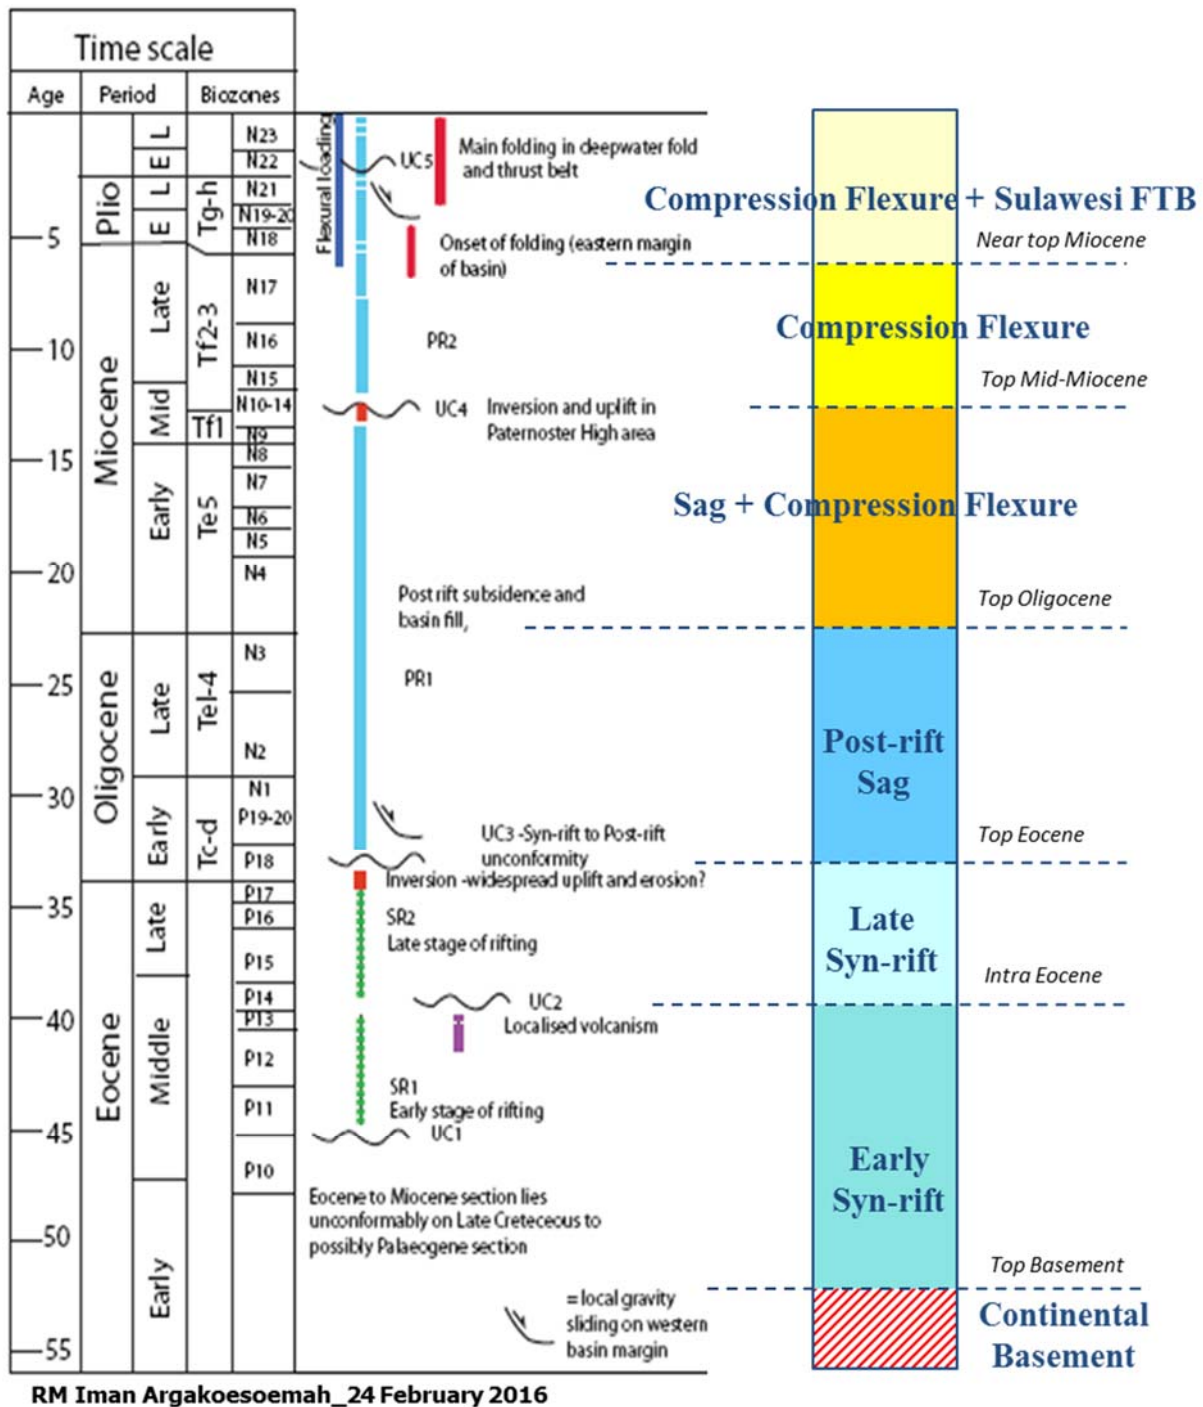 Time scale
Age Period Biozones
5
10
15
20
25
30
35
40
45
50
55
Plio
Miocene
Oligocene
Eocene
L
E
L
E
Late
Mid
Early
Late
Early
Late
Middle
Early
Tg-h
Tf2-3
Tf1
Te5
Tel-4
Tc-d
N23
N22
N21
N19-20
N18
N17
N16
N15
N10-14
N9
N8
N7
N6
N5
N4
N3
N2
N1
P19-20
P18
P17
P16
P15
P14
P13
P12
P11
P10
Flexural loading
UC5
Main folding in deepwater fold
and thrust belt
Onset of folding (eastern margin
of basin)
PR2
UC4
Inversion and uplift in
Paternoster High area
Post rift subsidence and
basin fill,
PR1
UC3 -Syn-rift to Post-rift
unconformity
Inversion -widespread uplift and erosion?
SR2
Late stage of rifting
UC2
Localised volcanism
SR1
Early stage of rifting
UC1
Eocene to Miocene section lies
unconformably on Late Creteceous to
possibly Palaeogene section
= local gravity
sliding on western
basin margin
Compression Flexure + Sulawesi FTB
Near top Miocene
Compression Flexure
Top Mid-Miocene
Sag + Compression Flexure
Top Oligocene
Post-rift
Sag
Top Eocene
Late
Syn-rift
Intra Eocene
Early
Syn-rift
Top Basement
Continental
Basement
RM Iman Argakoesoemah_24 February 2016